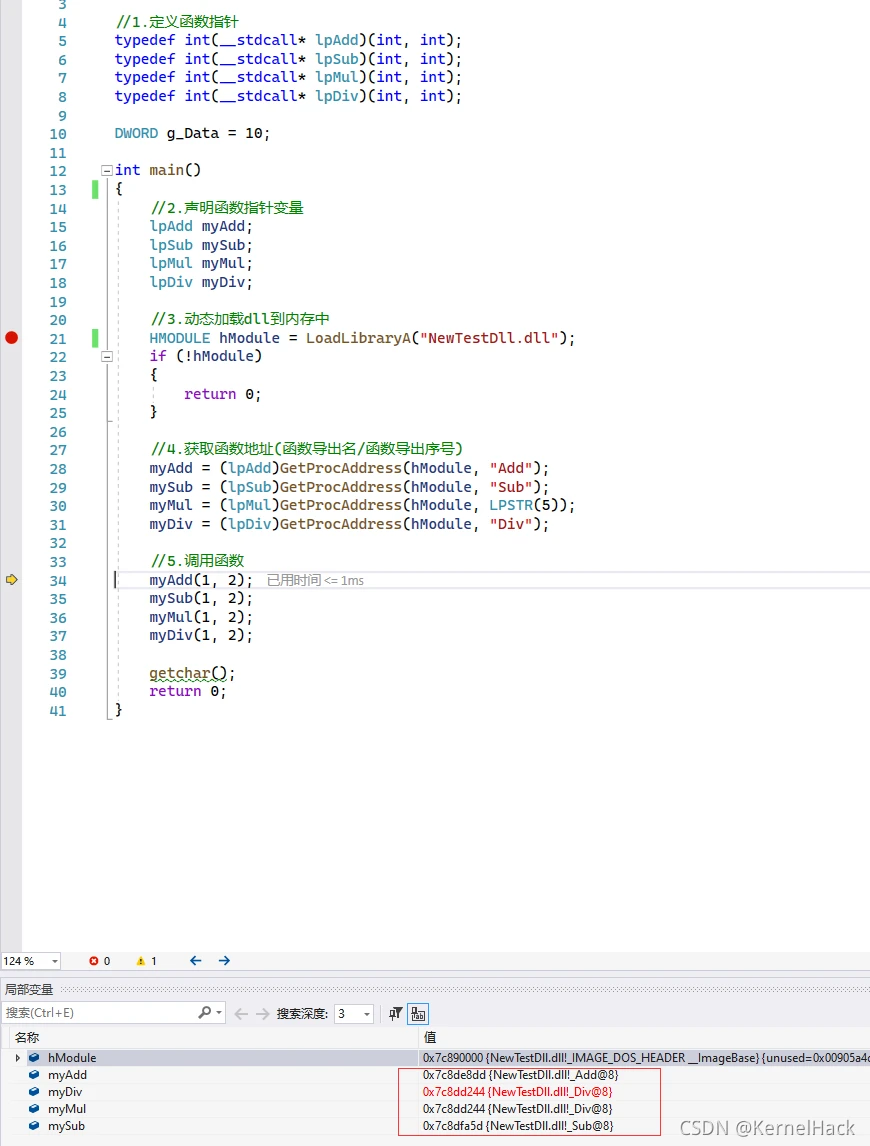 3
4 //1.定义函数指针
5 typedef int(__stdcall* lpAdd)(int, int);
6 typedef int(__stdcall* lpSub)(int, int);
7 typedef int(__stdcall* lpMul)(int, int);
8 typedef int(__stdcall* lpDiv)(int, int);
9
10 DWORD g_Data = 10;
11
12 int main()
13 {
14 //2.声明函数指针变量
15 lpAdd myAdd;
16 lpSub mySub;
17 lpMul myMul;
18 lpDiv myDiv;
19
20 //3.动态加载dll到内存中
21 HMODULE hModule = LoadLibraryA("NewTestDll.dll");
22 if (!hModule)
23 {
24 return 0;
25 }
26
27 //4.获取函数地址(函数导出名/函数导出序号)
28 myAdd = (lpAdd)GetProcAddress(hModule, "Add");
29 mySub = (lpSub)GetProcAddress(hModule, "Sub");
30 myMul = (lpMul)GetProcAddress(hModule, LPSTR(5));
31 myDiv = (lpDiv)GetProcAddress(hModule, "Div");
32
33 //5.调用函数
34 myAdd(1, 2); 已用时间 <= 1ms
35 mySub(1, 2);
36 myMul(1, 2);
37 myDiv(1, 2);
38
39 getchar();
40 return 0;
41 }
124 % 0 1
局部变量
搜索(Ctrl+E) 搜索深度: 3
名称 值
hModule 0x7c890000 {NewTestDll.dll!_IMAGE_DOS_HEADER __ImageBase} {unused=0x00905a4d
myAdd 0x7c8de8dd {NewTestDll.dll!_Add@8}
myDiv 0x7c8dd244 {NewTestDll.dll!_Div@8}
myMul 0x7c8dd244 {NewTestDll.dll!_Div@8}
mySub 0x7c8dfa5d {NewTestDll.dll!_Sub@8}
CSDN @KernelHack